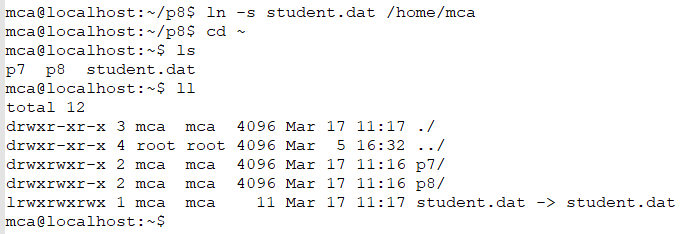 mca@localhost:~/p8$ ln -s student.dat /home/mca
mca@localhost:~/p8$ cd ~
mca@localhost:~$ ls
p7  p8  student.dat
mca@localhost:~$ ll
total 12
drwxr-xr-x 3 mca  mca  4096 Mar 17 11:17 ./
drwxr-xr-x 4 root root 4096 Mar  5 16:32 ../
drwxrwxr-x 2 mca  mca  4096 Mar 17 11:16 p7/
drwxrwxr-x 2 mca  mca  4096 Mar 17 11:16 p8/
lrwxrwxrwx 1 mca  mca    11 Mar 17 11:17 student.dat -> student.dat
mca@localhost:~$